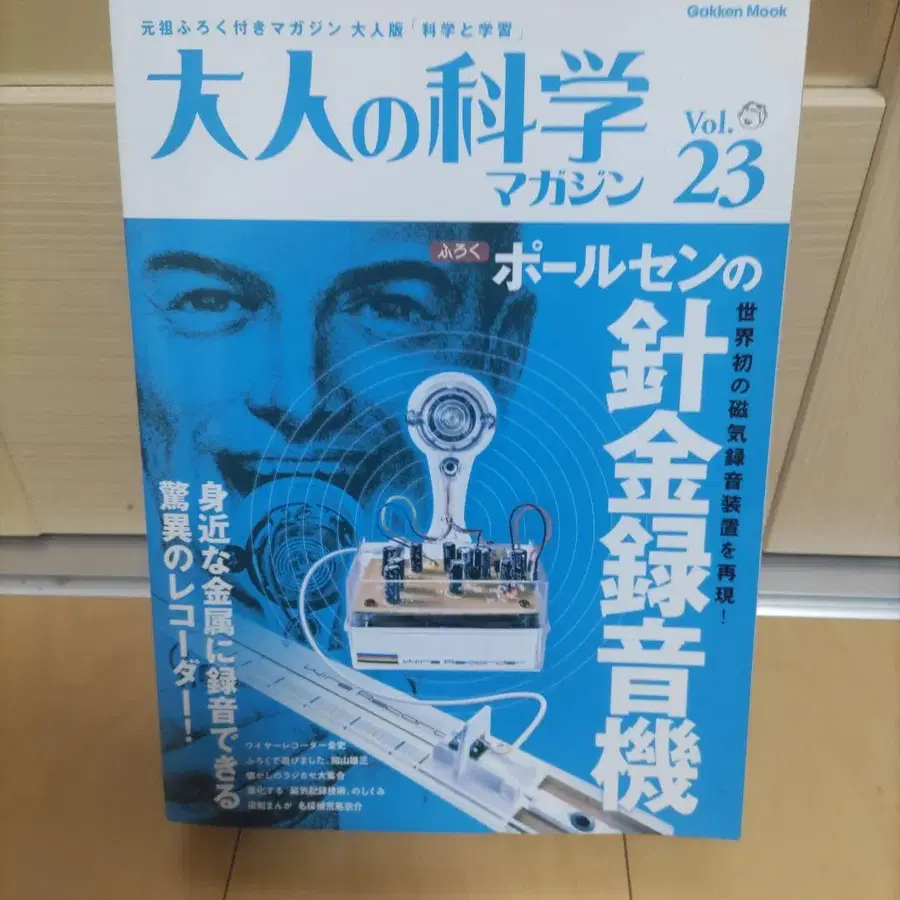 Gakken Mook
元祖ふろく付きマガジン 大人版「科学と学習」
大人の科学
マガジン
Vol.
23
ふろく
ポールセンの
針金録音機
世界初の磁気録音装置を再現!
身近な金属に録音できる
驚異のレコーダー!!
Wire Recorder
ワイヤーレコーダー全史
ふろくで遊びました。
懐かしのラジカセ大集合
進化する「磁気記録技術」のしくみ